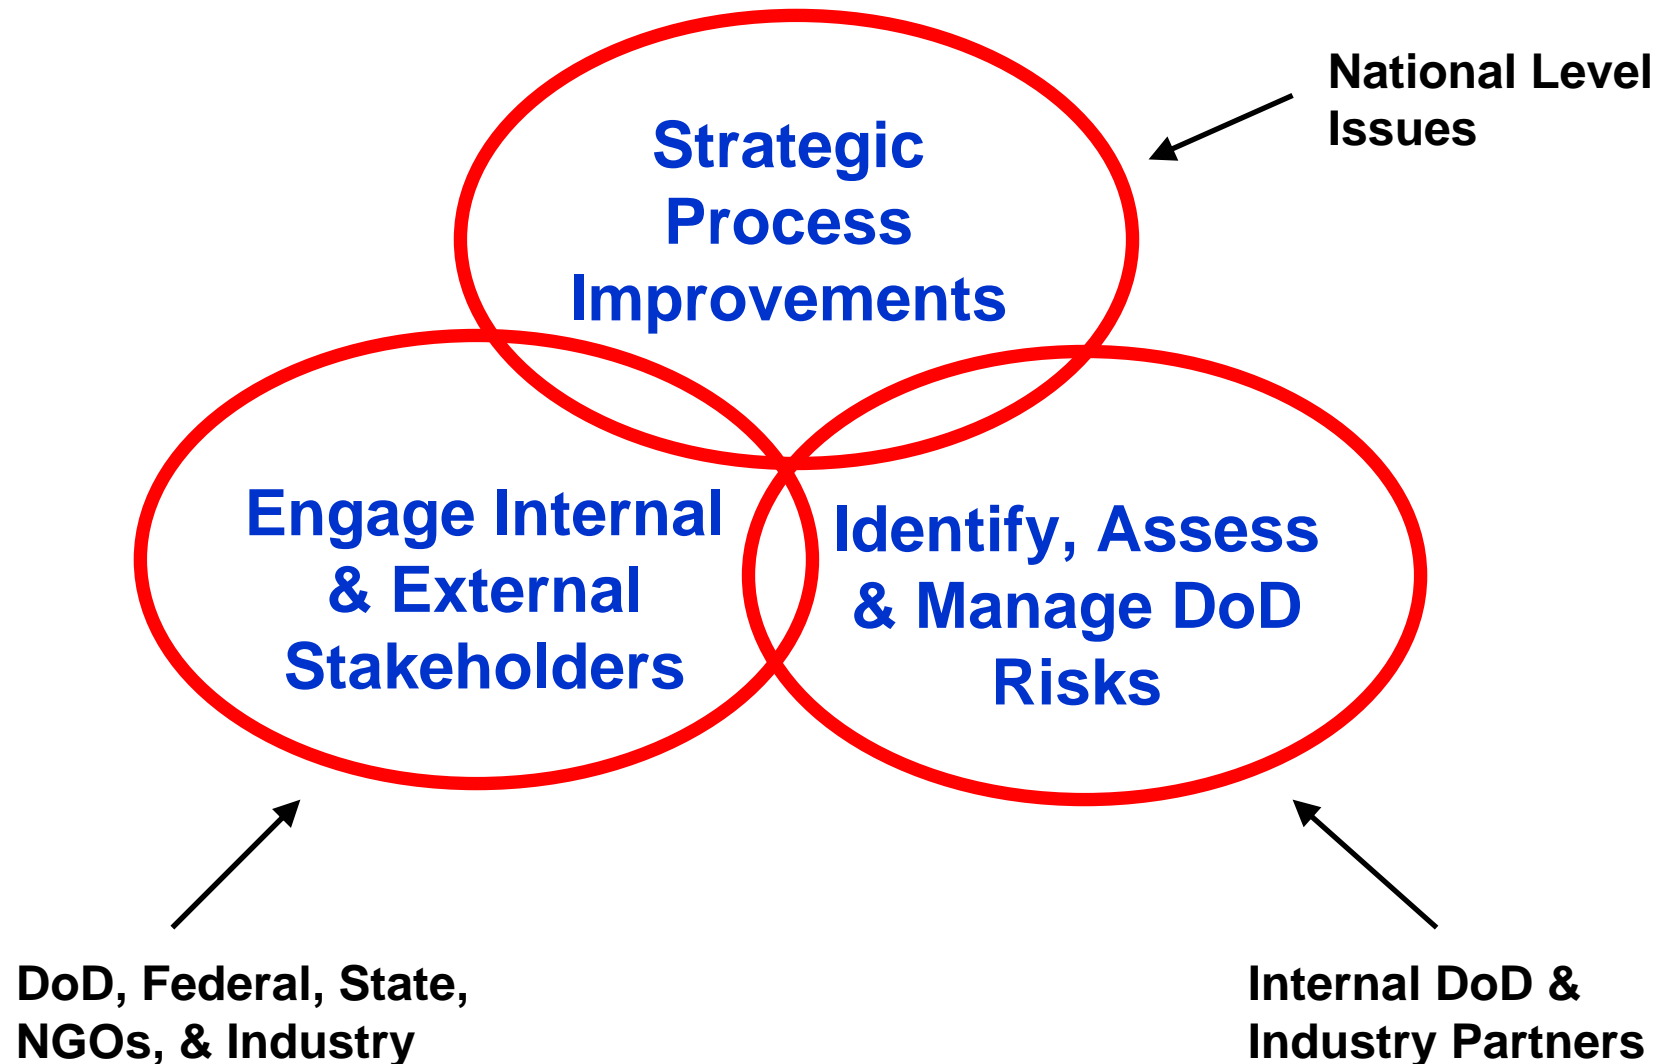 National Level
Issues
Strategic
Process
Improvements
Engage Internal
& External
Stakeholders
Identify, Assess
& Manage DoD
Risks
DoD, Federal, State,
NGOs, & Industry
Internal DoD &
Industry Partners